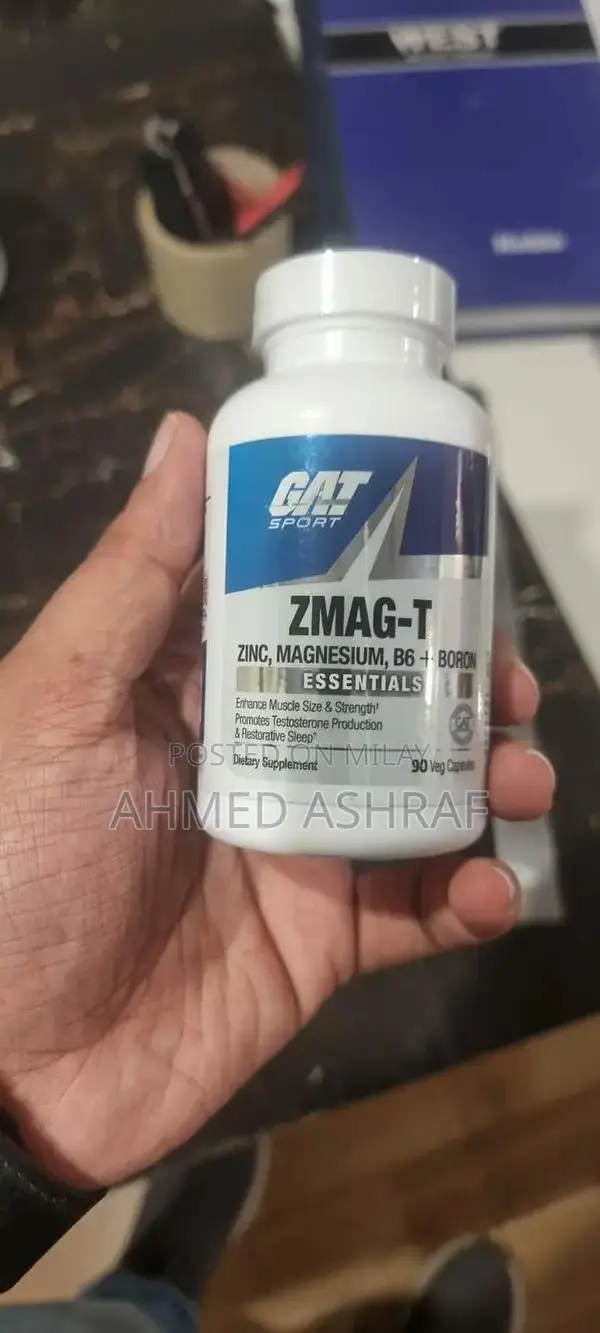 WEST
GAT
SPORT
ZMAG-T
ZINC, MAGNESIUM, B6 + BORON
ESSENTIALS
Enhance Muscle Size & Strength†
Promotes Testosterone Production
& Restorative Sleep†
POSTED ON MILAY
Dietary Supplement
90 Veg Capsules
AHMED ASHRAF